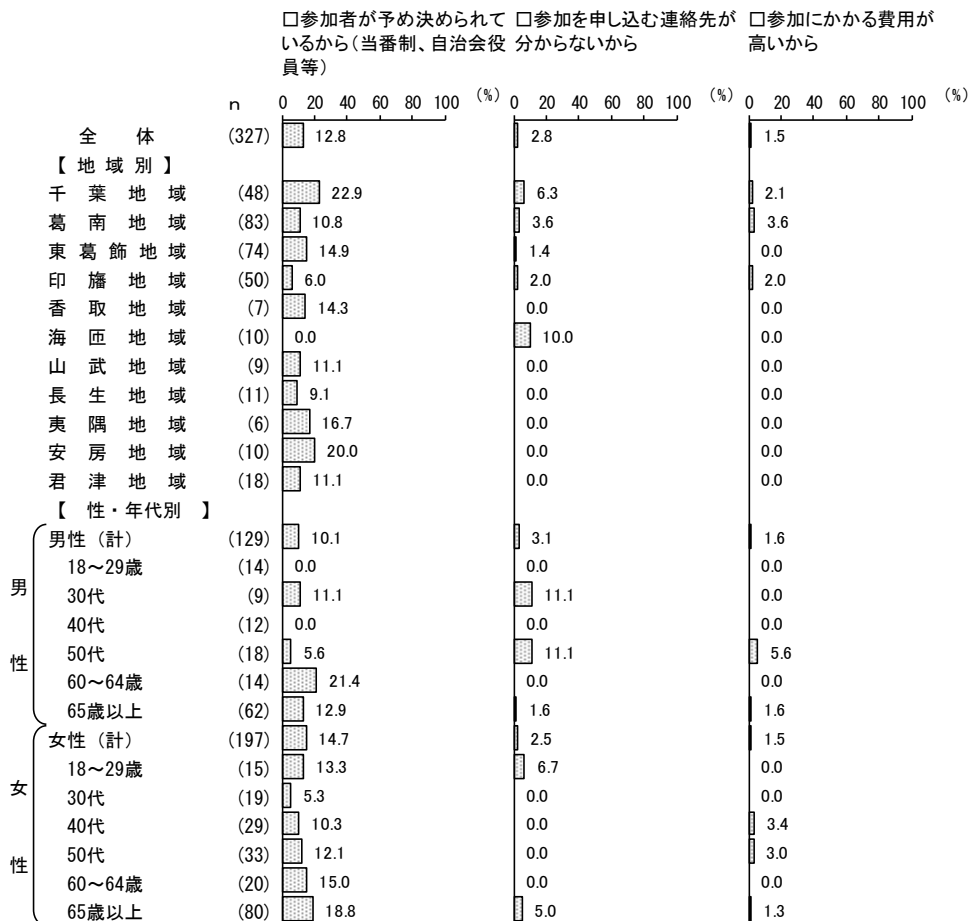 □参加者が予め決められて □参加を申し込む連絡先が □参加にかかる費用が
いるから（当番制、自治会役 分からないから 高いから
員等）
n 0 20 40 60 80 100 (%) 0 20 40 60 80 100 (%) 0 20 40 60 80 100 (%)
全体 (327) 12.8 2.8 1.5
【地域別】
千葉地域 (48) 22.9 6.3 2.1
葛南地域 (83) 10.8 3.6 3.6
東葛飾地域 (74) 14.9 1.4 0.0
印旛地域 (50) 6.0 2.0 2.0
香取地域 (7) 14.3 0.0 0.0
海匝地域 (10) 0.0 10.0 0.0
山武地域 (9) 11.1 0.0 0.0
長生地域 (11) 9.1 0.0 0.0
夷隅地域 (6) 16.7 0.0 0.0
安房地域 (10) 20.0 0.0 0.0
君津地域 (18) 11.1 0.0 0.0
【性・年代別】
男性（計） (129) 10.1 3.1 1.6
18～29歳 (14) 0.0 0.0 0.0
男 30代 (9) 11.1 11.1 0.0
40代 (12) 0.0 0.0 0.0
性 50代 (18) 5.6 11.1 5.6
60～64歳 (14) 21.4 0.0 0.0
65歳以上 (62) 12.9 1.6 1.6
女性（計） (197) 14.7 2.5 1.5
18～29歳 (15) 13.3 6.7 0.0
女 30代 (19) 5.3 0.0 0.0
40代 (29) 10.3 0.0 3.4
性 50代 (33) 12.1 0.0 3.0
60～64歳 (20) 15.0 0.0 0.0
65歳以上 (80) 18.8 5.0 1.3